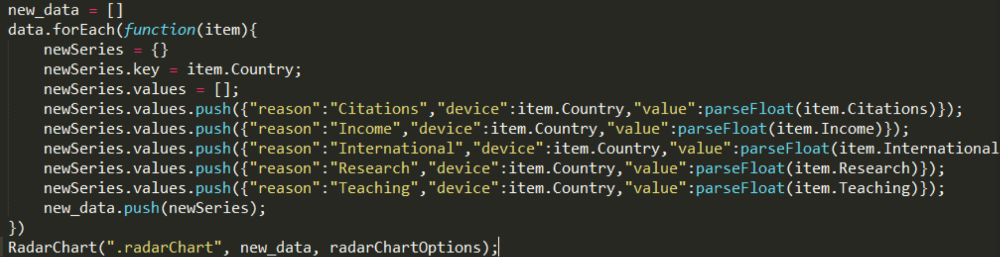 new_data = []
data.forEach(function(item){
    newSeries = {}
    newSeries.key = item.Country;
    newSeries.values = [];
    newSeries.values.push({"reason":"Citations","device":item.Country,"value":parseFloat(item.Citations)});
    newSeries.values.push({"reason":"Income","device":item.Country,"value":parseFloat(item.Income)});
    newSeries.values.push({"reason":"International","device":item.Country,"value":parseFloat(item.International
    newSeries.values.push({"reason":"Research","device":item.Country,"value":parseFloat(item.Research)});
    newSeries.values.push({"reason":"Teaching","device":item.Country,"value":parseFloat(item.Teaching)});
    new_data.push(newSeries);
})
RadarChart(".radarChart", new_data, radarChartOptions);